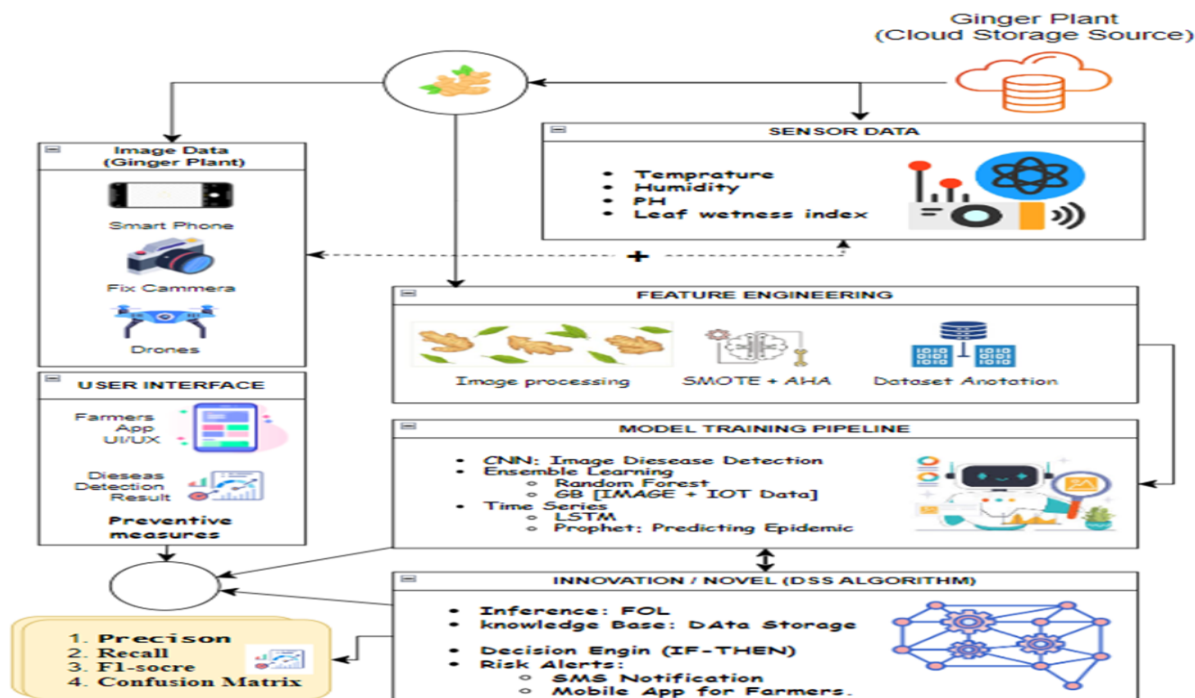 Ginger Plant
(Cloud Storage Source)
SENSOR DATA
Temprature
Humidity
PH
Leaf wetness index
Image Data
(Ginger Plant)
Smart Phone
Fix Cammera
Drones
+
FEATURE ENGINEERING
Image processing
SMOTE + AHA
Dataset Anotation
USER INTERFACE
Farmers
App
UI/UX
Dieseas
Detection
Result
Preventive
measures
MODEL TRAINING PIPELINE
CNN: Image Diesease Detection
Ensemble Learning
Random Forest
GB [IMAGE + IOT Data]
Time Series
LSTM
Prophet: Predicting Epidemic
INNOVATION / NOVEL (DSS ALGORITHM)
Inference: FOL
knowledge Base: DAta Storage
Decision Engin (IF-THEN)
Risk Alerts:
SMS Notification
Mobile App for Farmers.
1. Precison
2. Recall
3. F1-socre
4. Confusion Matrix